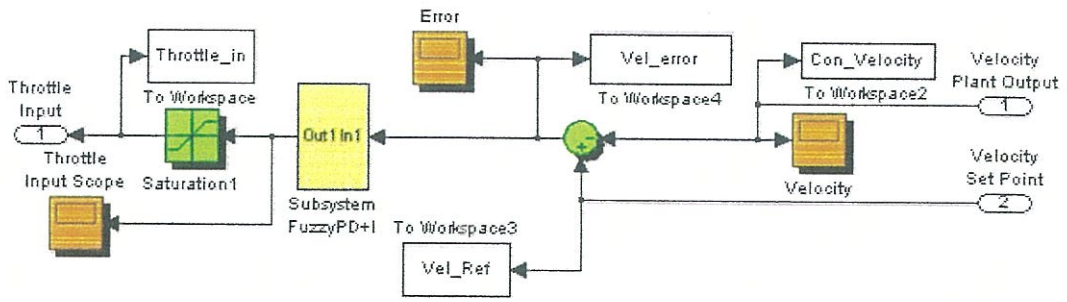 Error
Throttle_in
Vel_error
Con_Velocity
Velocity
Plant Output
1
Throttle
Input
1
To Workspace
To Workspace4
To Workspace2
Out1 In1
-
+
Throttle
Input Scope
Saturation1
Subsystem
FuzzyPD+I
Velocity
Velocity
Set Point
2
To Workspace3
Vel_Ref